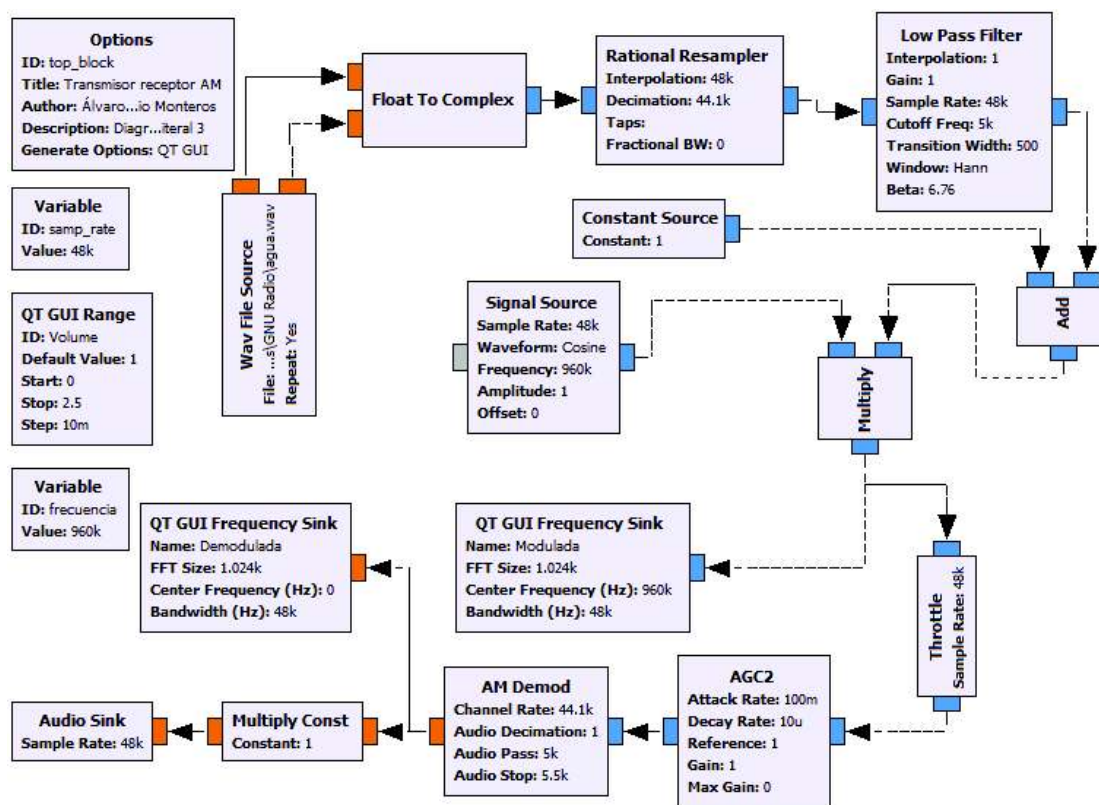 Options
ID: top_block
Title: Transmisor receptor AM
Author: Álvaro...io Monteros
Description: Diagr...iteral 3
Generate Options: QT GUI
Variable
ID: samp_rate
Value: 48k
QT GUI Range
ID: Volume
Default Value: 1
Start: 0
Stop: 2.5
Step: 10m
Variable
ID: frecuencia
Value: 960k
Wav File Source
File: ...s\GNU Radio\agua.wav
Repeat: Yes
Float To Complex
Rational Resampler
Interpolation: 48k
Decimation: 44.1k
Taps:
Fractional BW: 0
Low Pass Filter
Interpolation: 1
Gain: 1
Sample Rate: 48k
Cutoff Freq: 5k
Transition Width: 500
Window: Hann
Beta: 6.76
Constant Source
Constant: 1
Add
Signal Source
Sample Rate: 48k
Waveform: Cosine
Frequency: 960k
Amplitude: 1
Offset: 0
Multiply
QT GUI Frequency Sink
Name: Demodulada
FFT Size: 1.024k
Center Frequency (Hz): 0
Bandwidth (Hz): 48k
QT GUI Frequency Sink
Name: Modulada
FFT Size: 1.024k
Center Frequency (Hz): 960k
Bandwidth (Hz): 48k
Throttle
Sample Rate: 48k
Audio Sink
Sample Rate: 48k
Multiply Const
Constant: 1
AM Demod
Channel Rate: 44.1k
Audio Decimation: 1
Audio Pass: 5k
Audio Stop: 5.5k
AGC2
Attack Rate: 100m
Decay Rate: 10u
Reference: 1
Gain: 1
Max Gain: 0